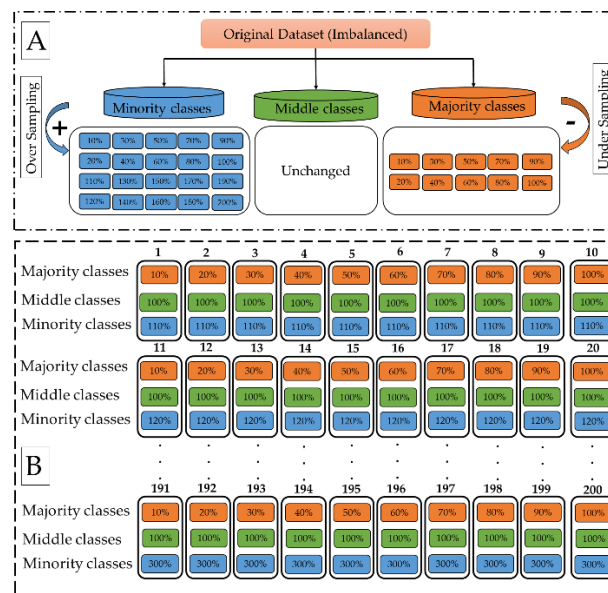 A
Original Dataset (Imbalanced)
Over Sampling
+
Minority classes
Middle classes
Majority classes
-
Under Sampling
10% 30% 50% 70% 90%
20% 40% 60% 80% 100%
110% 130% 150% 170% 190%
120% 140% 160% 150% 200%
Unchanged
10% 30% 50% 70% 90%
20% 40% 60% 80% 100%
1 2 3 4 5 6 7 8 9 10
Majority classes 10% 20% 30% 40% 50% 60% 70% 80% 90% 100%
Middle classes 100% 100% 100% 100% 100% 100% 100% 100% 100% 100%
Minority classes 110% 110% 110% 110% 110% 110% 110% 110% 110% 110%
11 12 13 14 15 16 17 18 19 20
Majority classes 10% 20% 30% 40% 50% 60% 70% 80% 90% 100%
Middle classes 100% 100% 100% 100% 100% 100% 100% 100% 100% 100%
Minority classes 120% 120% 120% 120% 120% 120% 120% 120% 120% 120%
B
191 192 193 194 195 196 197 198 199 200
Majority classes 10% 20% 30% 40% 50% 60% 70% 80% 90% 100%
Middle classes 100% 100% 100% 100% 100% 100% 100% 100% 100% 100%
Minority classes 300% 300% 300% 300% 300% 300% 300% 300% 300% 300%